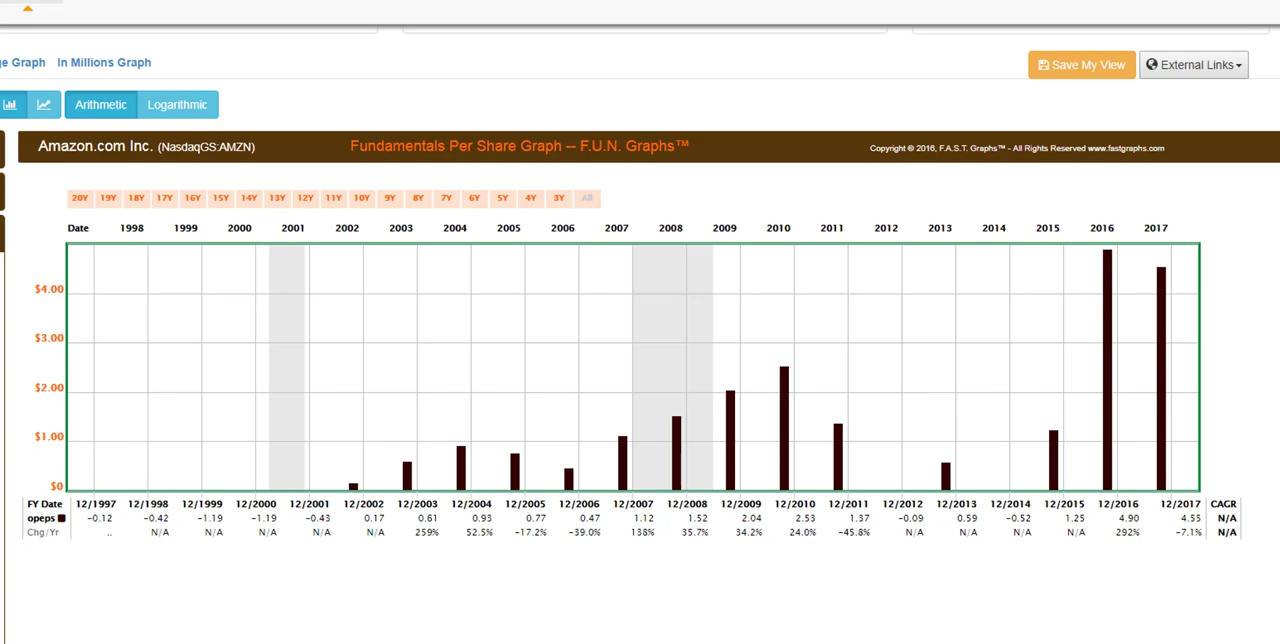 ge Graph In Millions Graph
Save My View External Links
Arithmetic Logarithmic
Amazon.com Inc. (NasdaqGS:AMZN) Fundamentals Per Share Graph -- F.U.N. Graphs™ Copyright © 2016, F.A.S.T. Graphs™ - All Rights Reserved www.fastgraphs.com
20Y 19Y 18Y 17Y 16Y 15Y 14Y 13Y 12Y 11Y 10Y 9Y 8Y 7Y 6Y 5Y 4Y 3Y All
Date 1998 1999 2000 2001 2002 2003 2004 2005 2006 2007 2008 2009 2010 2011 2012 2013 2014 2015 2016 2017
$4.00
$3.00
$2.00
$1.00
$0
FY Date 12/1997 12/1998 12/1999 12/2000 12/2001 12/2002 12/2003 12/2004 12/2005 12/2006 12/2007 12/2008 12/2009 12/2010 12/2011 12/2012 12/2013 12/2014 12/2015 12/2016 12/2017 CAGR
opeps -0.12 -0.42 -1.19 -1.19 -0.43 0.17 0.61 0.93 0.77 0.47 1.12 1.52 2.04 2.53 1.37 -0.09 0.59 -0.52 1.25 4.90 4.55 N/A
Chg/Yr .. N/A N/A N/A N/A N/A 259% 52.5% -17.2% -39.0% 138% 35.7% 34.2% 24.0% -45.8% N/A N/A N/A N/A 292% -7.1% N/A